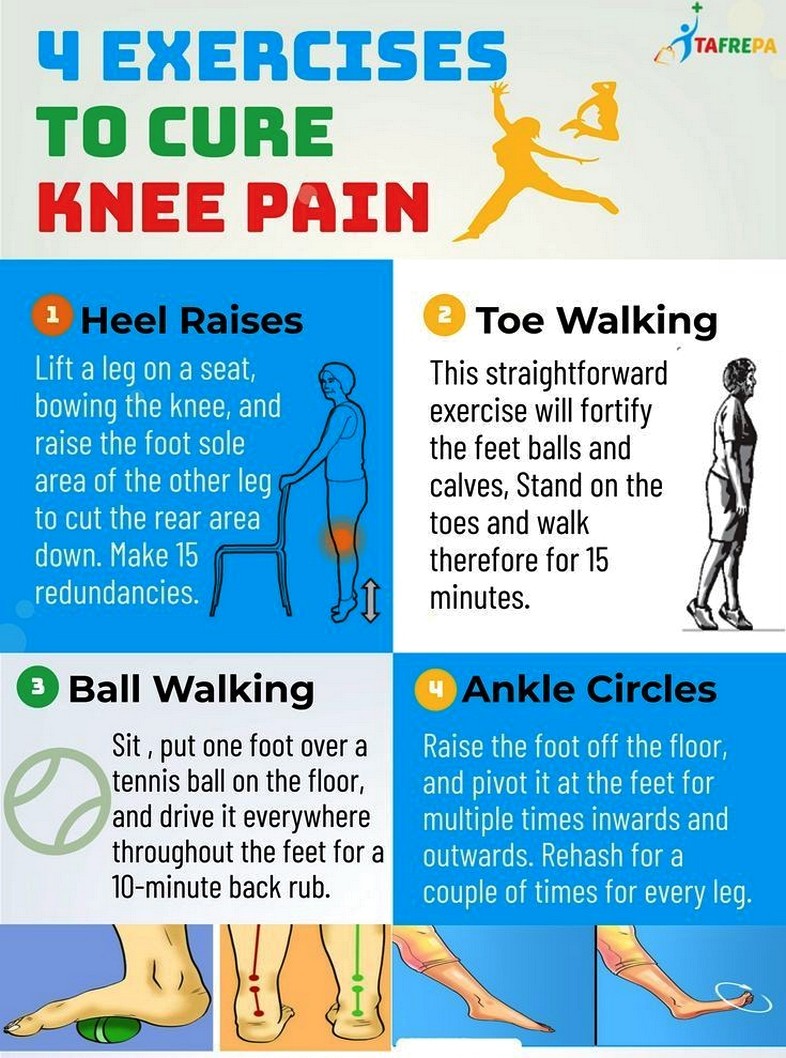 TAFREPA
4 EXERCISES
TO CURE
KNEE PAIN
1 Heel Raises
Lift a leg on a seat,
bowing the knee, and
raise the foot sole
area of the other leg
to cut the rear area
down. Make 15
redundancies.
2 Toe Walking
This straightforward
exercise will fortify
the feet balls and
calves, Stand on the
toes and walk
therefore for 15
minutes.
3 Ball Walking
Sit , put one foot over a
tennis ball on the floor,
and drive it everywhere
throughout the feet for a
10-minute back rub.
4 Ankle Circles
Raise the foot off the floor,
and pivot it at the feet for
multiple times inwards and
outwards. Rehash for a
couple of times for every leg.